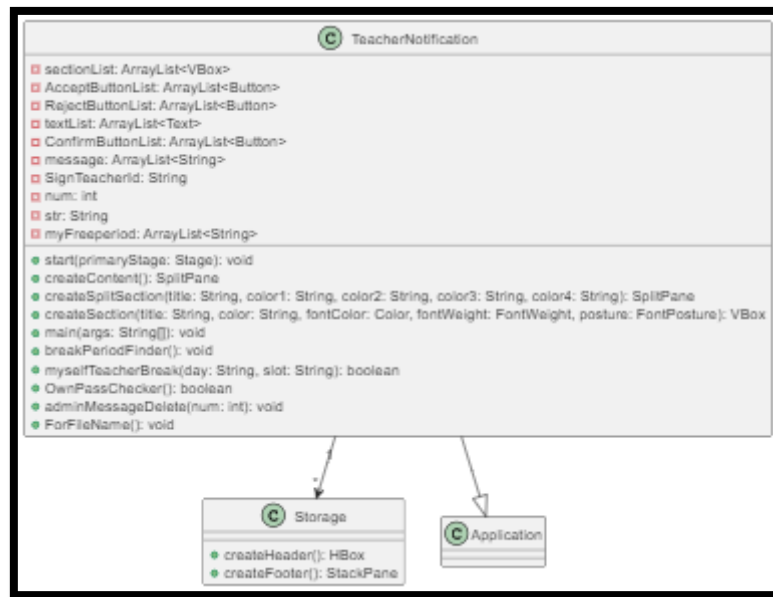 C TeacherNotification
sectionList: ArrayList<VBox>
AcceptButtonList: ArrayList<Button>
RejectButtonList: ArrayList<Button>
textList: ArrayList<Text>
ConfirmButtonList: ArrayList<Button>
message: ArrayList<String>
SignTeacherId: String
num: int
str: String
myFreeperiod: ArrayList<String>
start(primaryStage: Stage): void
createContent(): SplitPane
createSplitSection(title: String, color1: String, color2: String, color3: String, color4: String): SplitPane
createSection(title: String, color: String, fontColor: Color, fontWeight: FontWeight, posture: FontPosture): VBox
main(args: String[]): void
breakPeriodFinder(): void
myselfTeacherBreak(day: String, slot: String): boolean
OwnPassChecker(): boolean
adminMessageDelete(num: int): void
ForFileName(): void
1
*
C Storage
createHeader(): HBox
createFooter(): StackPane
C Application